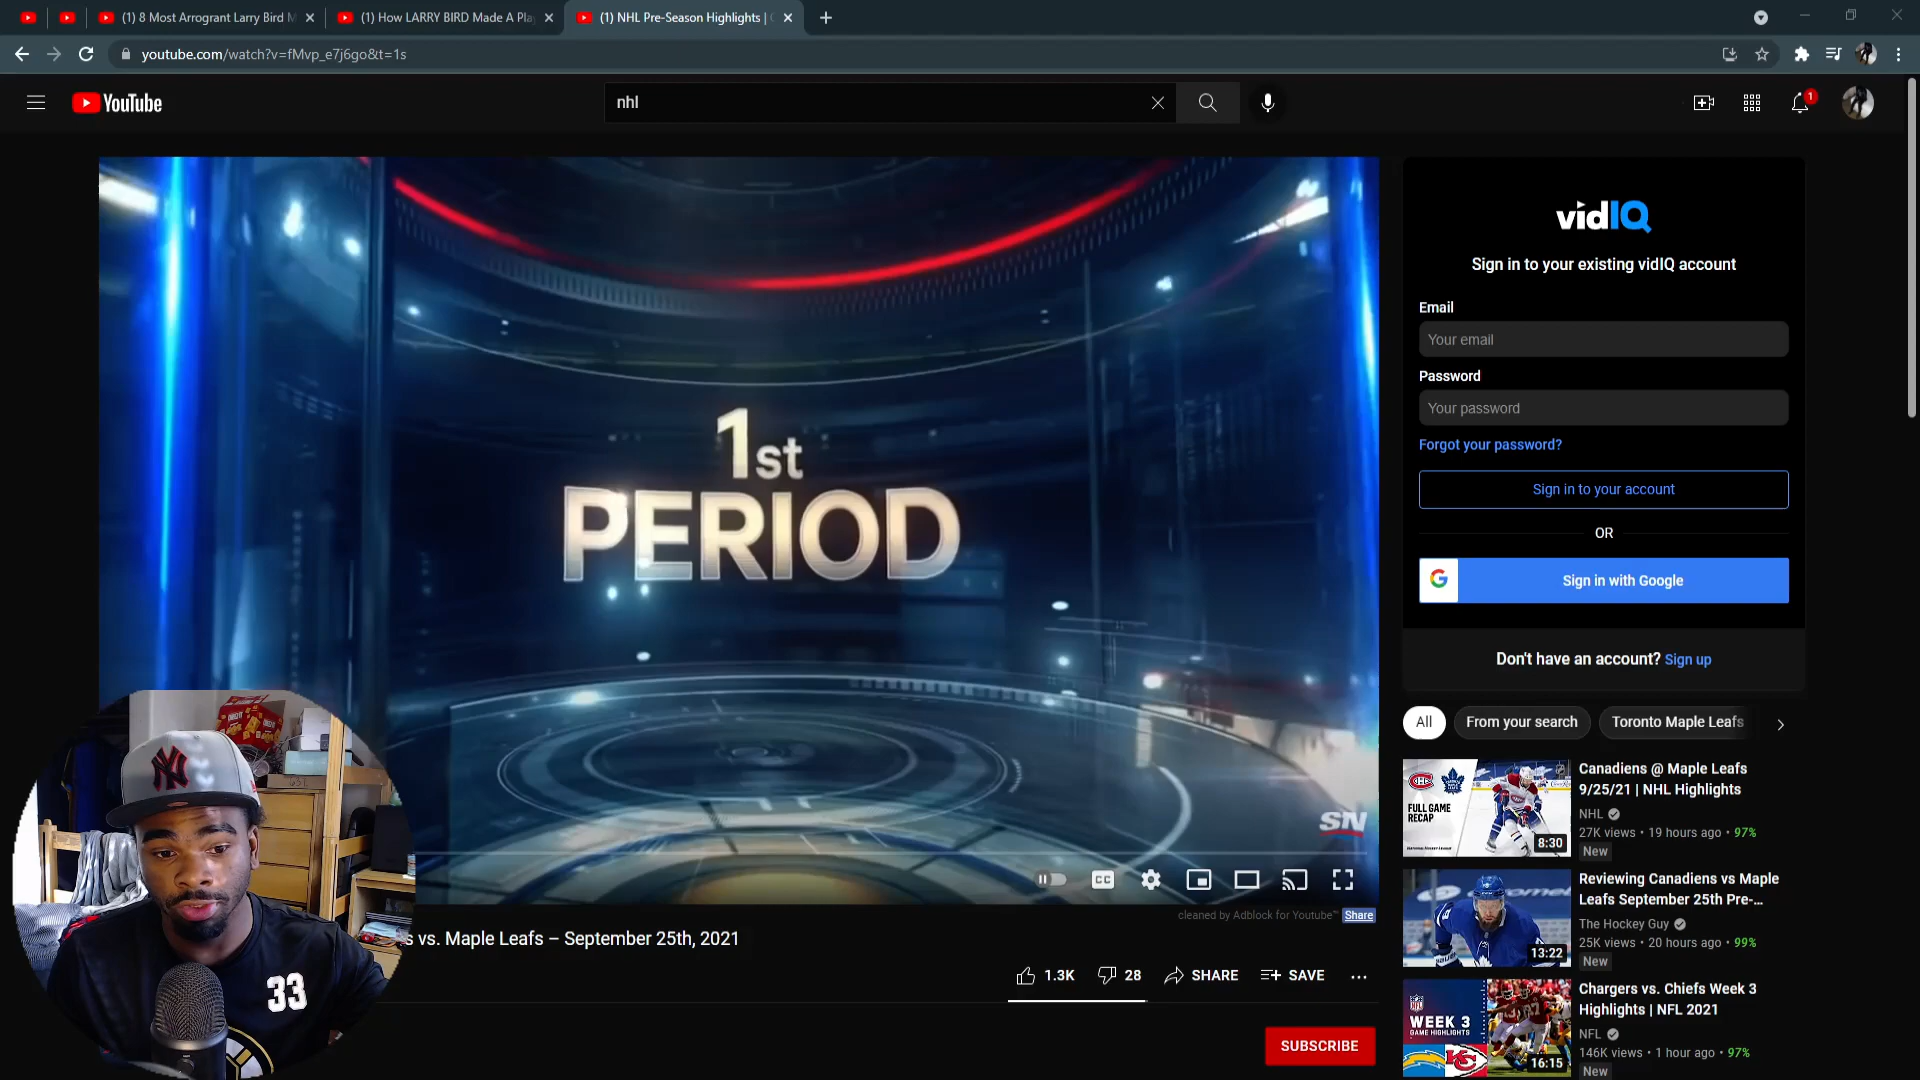 (1) 8 Most Arrogant Larry Bird M
(1) How LARRY BIRD Made A Pla
(1) NHL Pre-Season Highlights |
youtube.com/watch?v=fMvp_e7j6go&t=1s
YouTube
nhl
1
1st
PERIOD
SN
CC
cleaned by Adblock for Youtube™ Share
s vs. Maple Leafs – September 25th, 2021
1.3K
28
SHARE
SAVE
SUBSCRIBE
NY
33
vidIQ
Sign in to your existing vidIQ account
Email
Your email
Password
Your password
Forgot your password?
Sign in to your account
OR
G Sign in with Google
Don't have an account? Sign up
All
From your search
Toronto Maple Leafs
FULL GAME
RECAP
8:30
Canadiens @ Maple Leafs
9/25/21 | NHL Highlights
NHL
27K views • 19 hours ago • 97%
New
13:22
Reviewing Canadiens vs Maple
Leafs September 25th Pre-...
The Hockey Guy
25K views • 20 hours ago • 99%
New
NFL
WEEK 3
GAME HIGHLIGHTS
16:15
Chargers vs. Chiefs Week 3
Highlights | NFL 2021
NFL
146K views • 1 hour ago • 97%
New